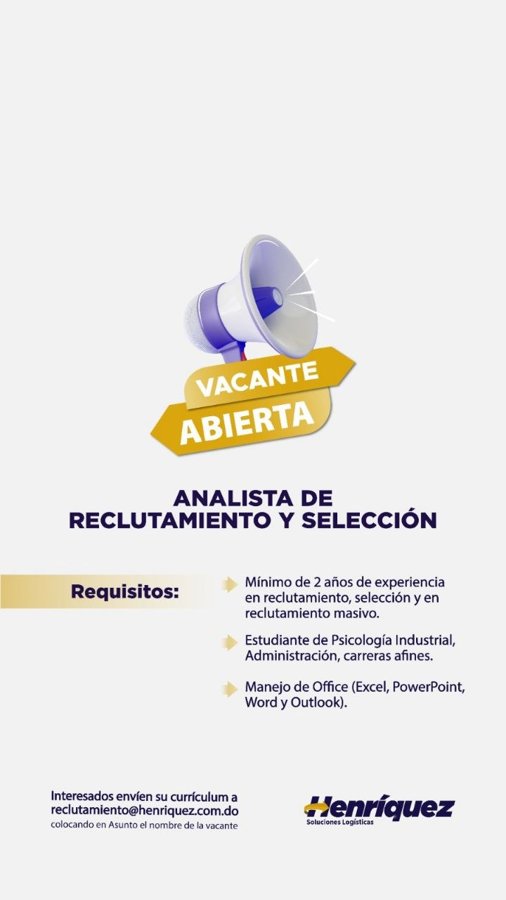 VACANTE
ABIERTA
ANALISTA DE
RECLUTAMIENTO Y SELECCIÓN
Requisitos:
Mínimo de 2 años de experiencia
en reclutamiento, selección y en
reclutamiento masivo.
Estudiante de Psicología Industrial,
Administración, carreras afines.
Manejo de Office (Excel, PowerPoint,
Word y Outlook).
Interesados envíen su currículum a
reclutamiento@henriquez.com.do
colocando en Asunto el nombre de la vacante
Henríquez
Soluciones Logísticas